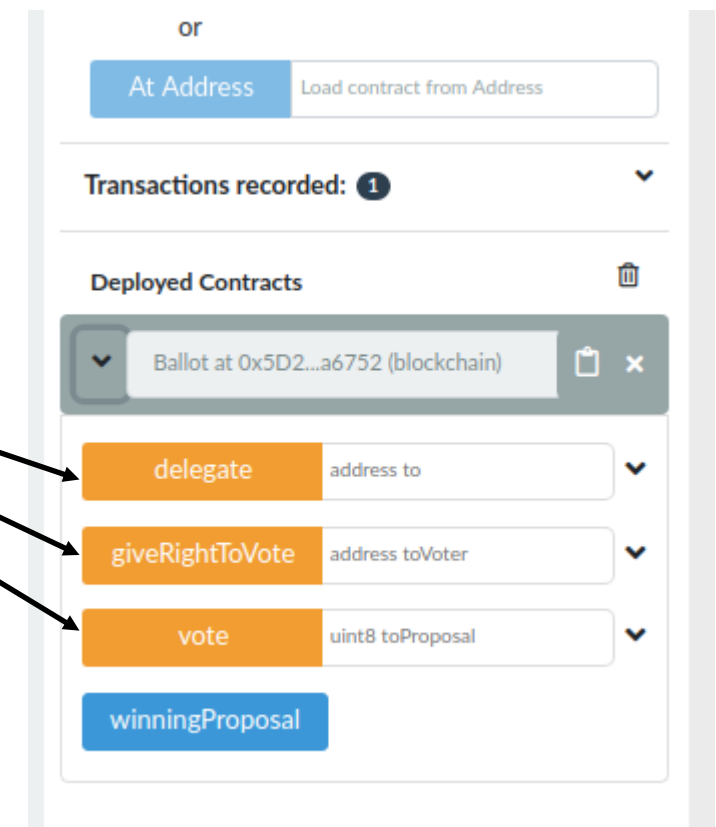 or
At Address Load contract from Address
Transactions recorded: 1
Deployed Contracts
Ballot at 0x5D2...a6752 (blockchain)
delegate address to
giveRightToVote address toVoter
vote uint8 toProposal
winningProposal